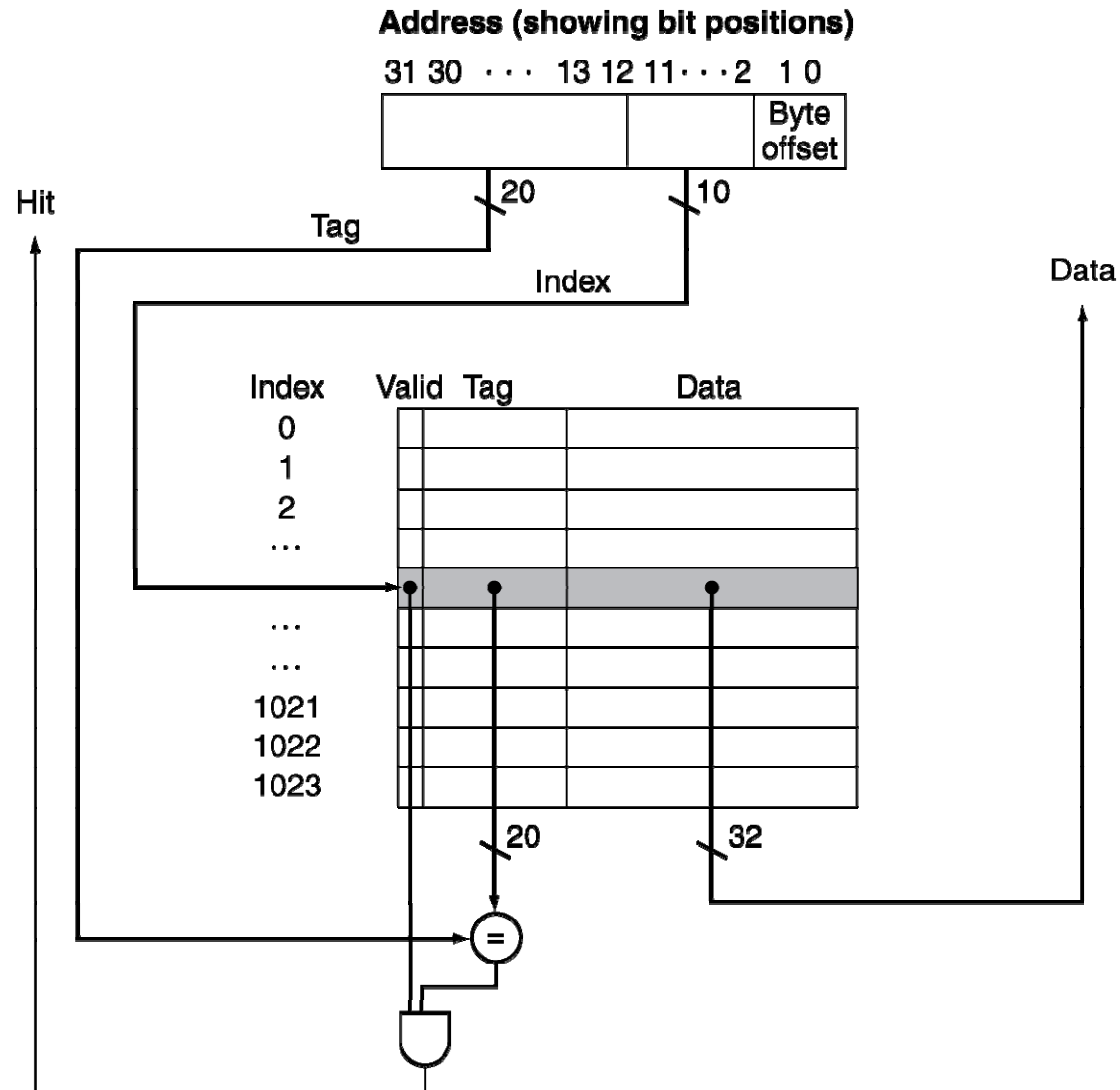 Address (showing bit positions)
31 30 · · · 13 12 11 · · · 2 1 0
Byte
offset
20
10
Hit
Tag
Data
Index
Index Valid Tag Data
0
1
2
...
...
...
1021
1022
1023
20
32
=